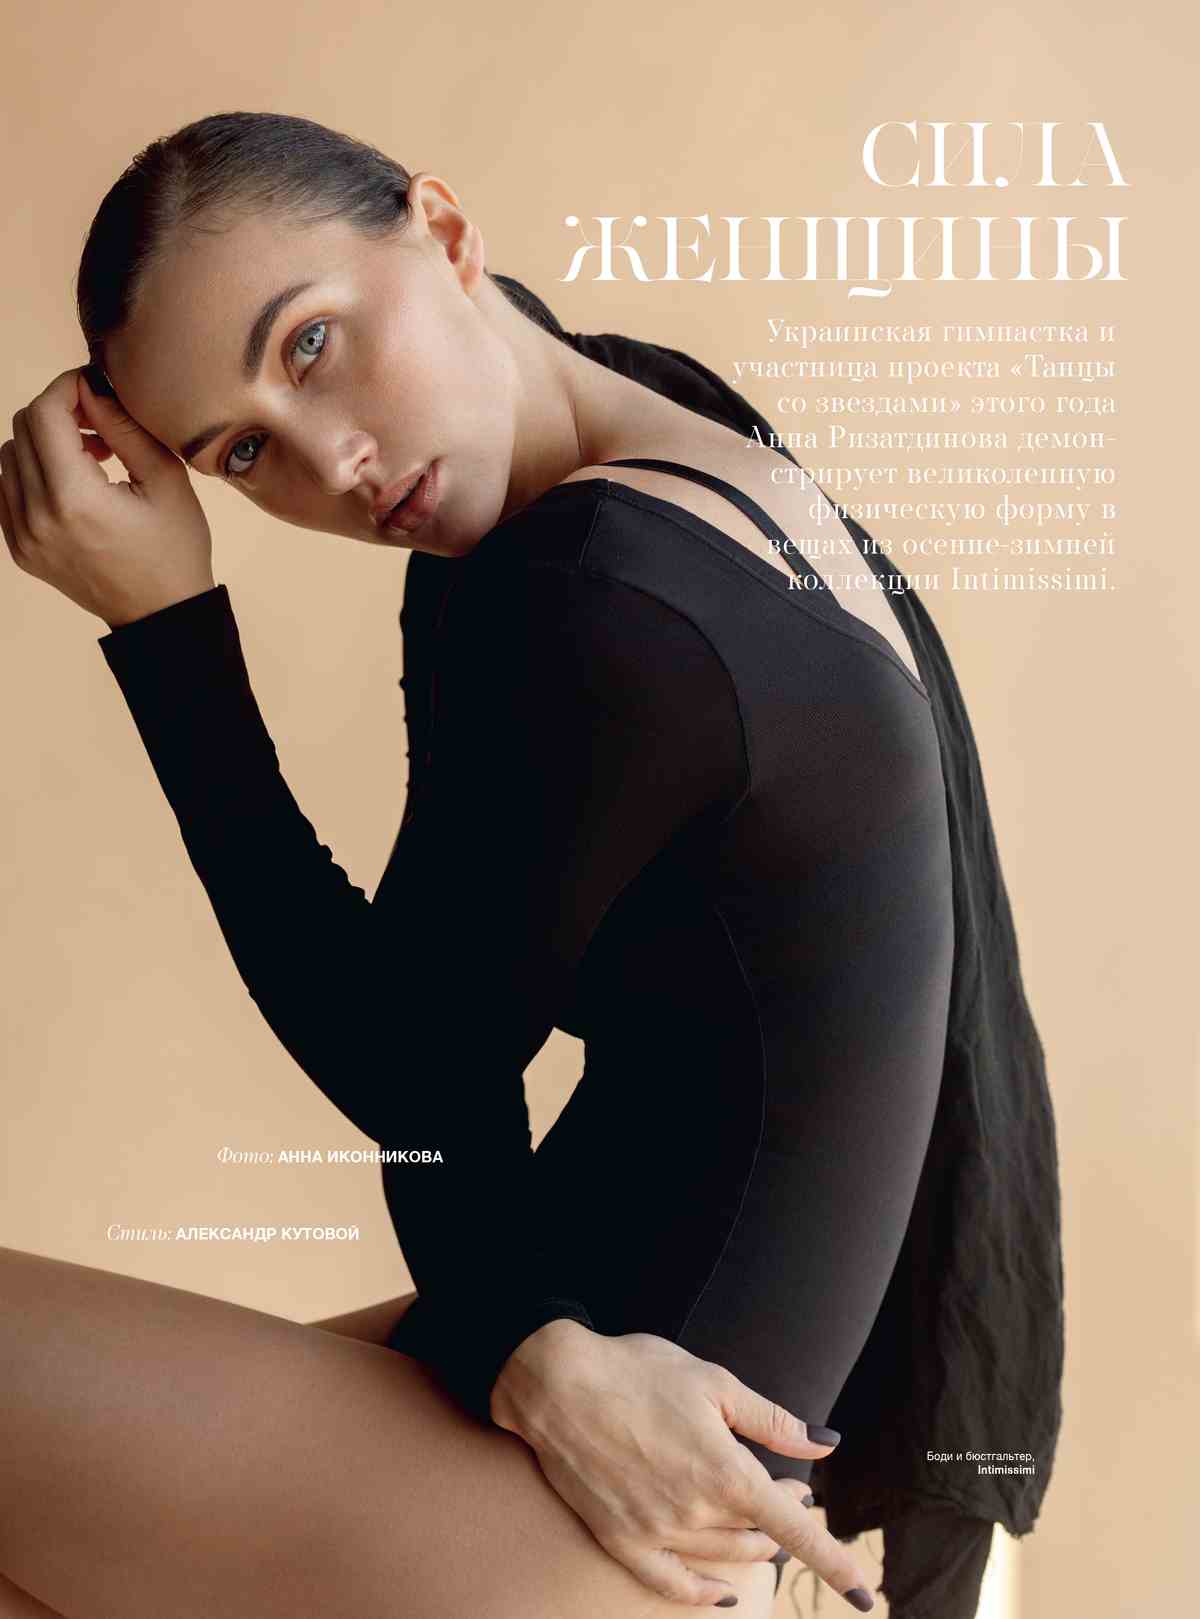 СИЛА
ЖЕНЩИНЫ
Украинская гимнастка и
участница проекта «Танцы
со звездами» этого года
Анна Ризатдинова демон-
стрирует великолепную
физическую форму в
вещах из осенне-зимней
коллекции Intimissimi.
Фото: АННА ИКОННИКОВА
Стиль: АЛЕКСАНДР КУТОВОЙ
Боди и бюстгальтер,
Intimissimi